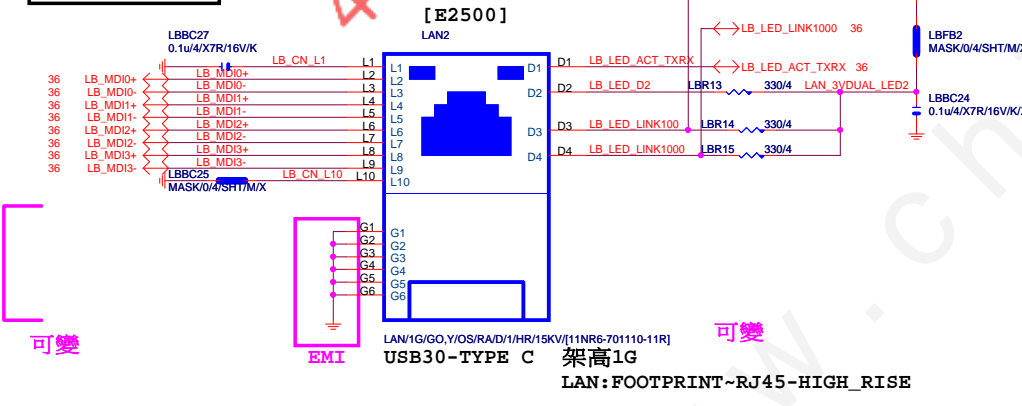 [E2500]
LAN2
LBBC27
0.1u/4/X7R/16V/K
LB_CN_L1 L1 L1
36 LB_MDI0+ LB_MDI0+ L2 L2
36 LB_MDI0- LB_MDI0- L3 L3
36 LB_MDI1+ LB_MDI1+ L4 L4
36 LB_MDI1- LB_MDI1- L5 L5
36 LB_MDI2+ LB_MDI2+ L6 L6
36 LB_MDI2- LB_MDI2- L7 L7
36 LB_MDI3+ LB_MDI3+ L8 L8
36 LB_MDI3- LB_MDI3- L9 L9
LBBC25 LB_CN_L10 L10 L10
MASK/0/4/SHT/M/X
LB_LED_LINK1000 36
D1 D1 LB_LED_ACT_TXRX LB_LED_ACT_TXRX 36
D2 D2 LB_LED_D2 LBR13 330/4 LAN_3VDUAL_LED2
D3 D3 LB_LED_LINK100 LBR14 330/4
D4 D4 LB_LED_LINK1000 LBR15 330/4
LBFB2
MASK/0/4/SHT/M/
LBBC24
0.1u/4/X7R/16V/K/
G1 G1
G2 G2
G3 G3
G4 G4
G5 G5
G6 G6
可變
EMI
LAN/1G/GO,Y/OS/RA/D/1/HR/15KV/[11NR6-701110-11R]
USB30-TYPE C
架高1G
可變
LAN:FOOTPRINT~RJ45-HIGH_RISE